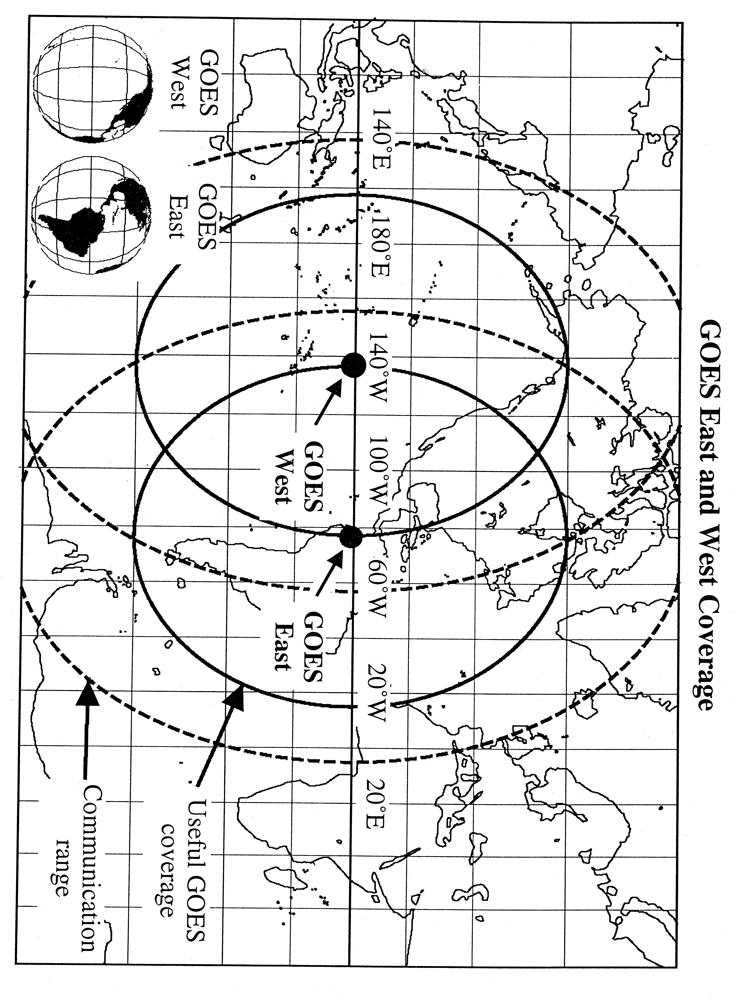 GOES East and West Coverage
140°E
180°E
140°W
100°W
60°W
20°W
20°E
GOES
West
GOES
East
GOES
West
GOES
East
Useful GOES
coverage
Communication
range